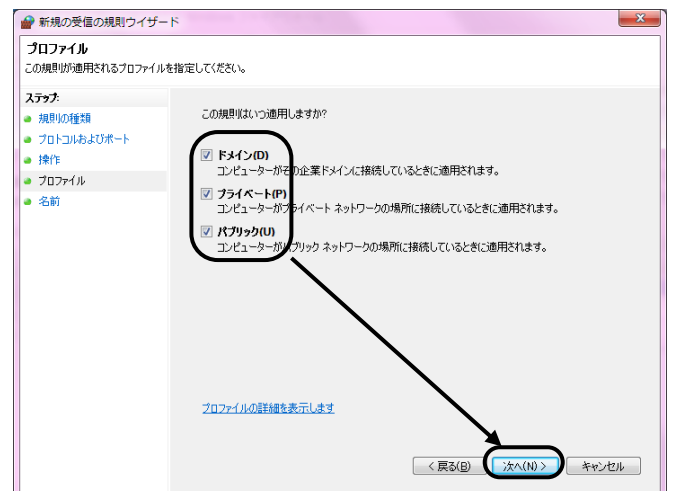 新規の受信の規則ウィザード
プロファイル
この規則が適用されるプロファイルを指定してください。
ステップ:
規則の種類
プロトコルおよびポート
操作
プロファイル
名前
この規則はいつ適用しますか?
ドメイン(D)
コンピューターがその企業ドメインに接続しているときに適用されます。
プライベート(P)
コンピューターがプライベート ネットワークの場所に接続しているときに適用されます。
パブリック(U)
コンピューターがパブリック ネットワークの場所に接続しているときに適用されます。
プロファイルの詳細を表示します
< 戻る(B) 次へ(N) > キャンセル